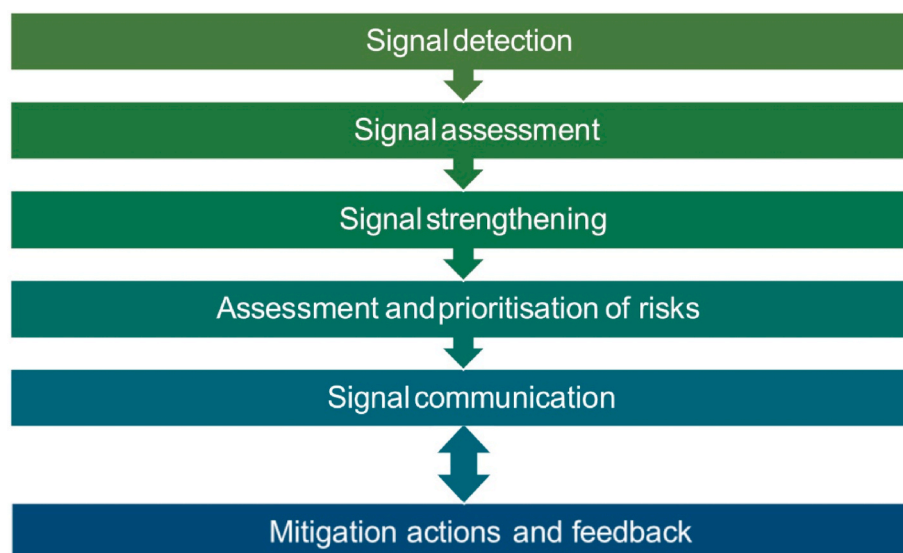 Signal detection
Signal assessment
Signal strengthening
Assessment and prioritisation of risks
Signal communication
Mitigation actions and feedback